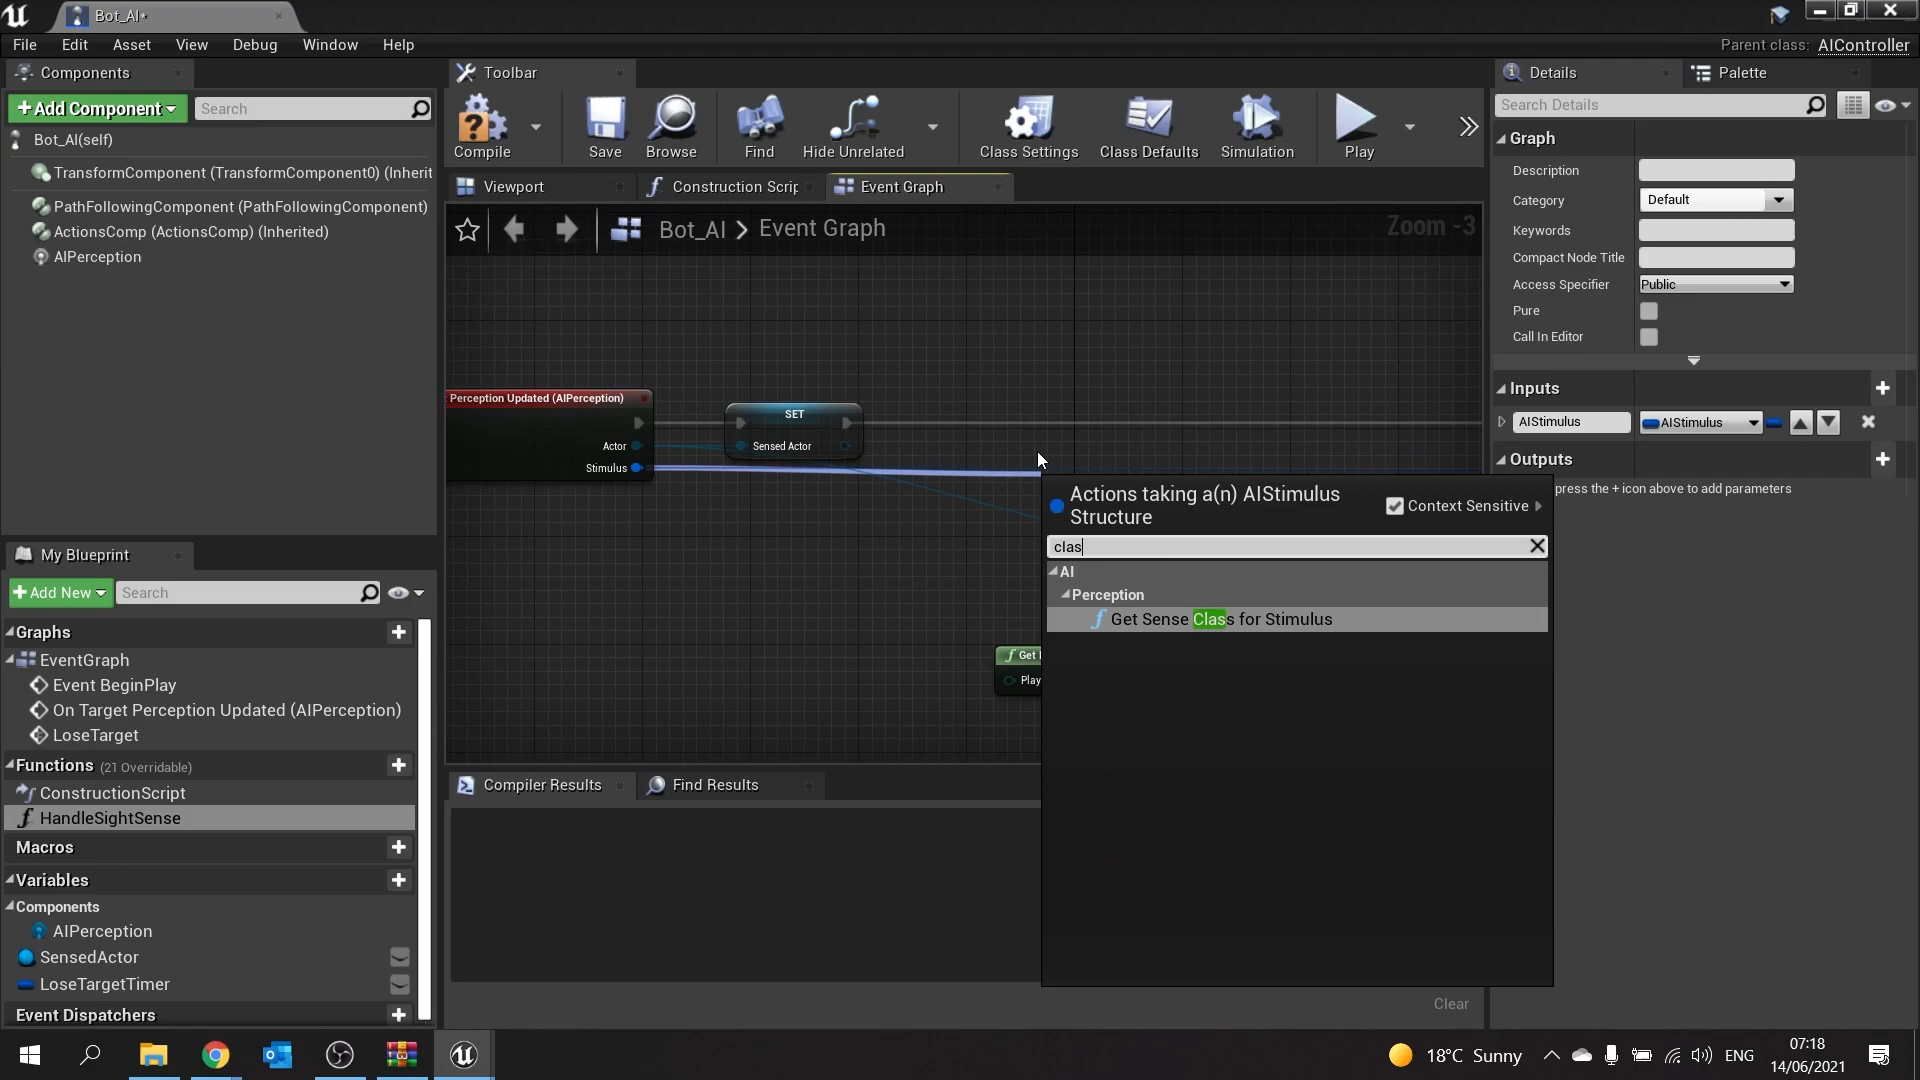 Bot_AI*
File Edit Asset View Debug Window Help
Parent class: AIController
Components
+Add Component
Search
Bot_AI(self)
TransformComponent (TransformComponent0) (Inherit
PathFollowingComponent (PathFollowingComponent)
ActionsComp (ActionsComp) (Inherited)
AIPerception
Toolbar
Compile
Save
Browse
Find
Hide Unrelated
Class Settings
Class Defaults
Simulation
Play
Viewport
Construction Scrip
Event Graph
Bot_AI > Event Graph
Zoom -3
Perception Updated (AIPerception)
Actor
Stimulus
SET
Sensed Actor
Get
Play
Actions taking a(n) AIStimulus
Structure
Context Sensitive
clas
AI
Perception
Get Sense Class for Stimulus
Compiler Results
Find Results
Clear
Details
Palette
Search Details
Graph
Description
Category Default
Keywords
Compact Node Title
Access Specifier Public
Pure
Call In Editor
Inputs
AIStimulus AIStimulus
Outputs
press the + icon above to add parameters
My Blueprint
+Add New
Search
Graphs
EventGraph
Event BeginPlay
On Target Perception Updated (AIPerception)
LoseTarget
Functions (21 Overridable)
ConstructionScript
HandleSightSense
Macros
Variables
Components
AIPerception
SensedActor
LoseTargetTimer
Event Dispatchers
18°C Sunny
ENG
07:18
14/06/2021